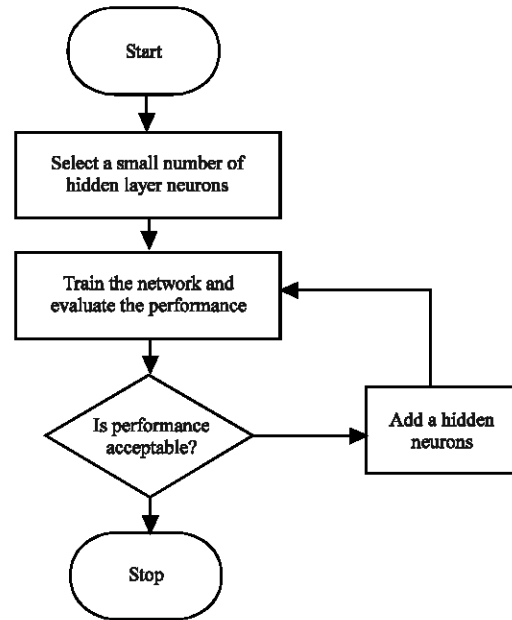 Start
Select a small number of
hidden layer neurons
Train the network and
evaluate the performance
Is performance
acceptable?
Add a hidden
neurons
Stop